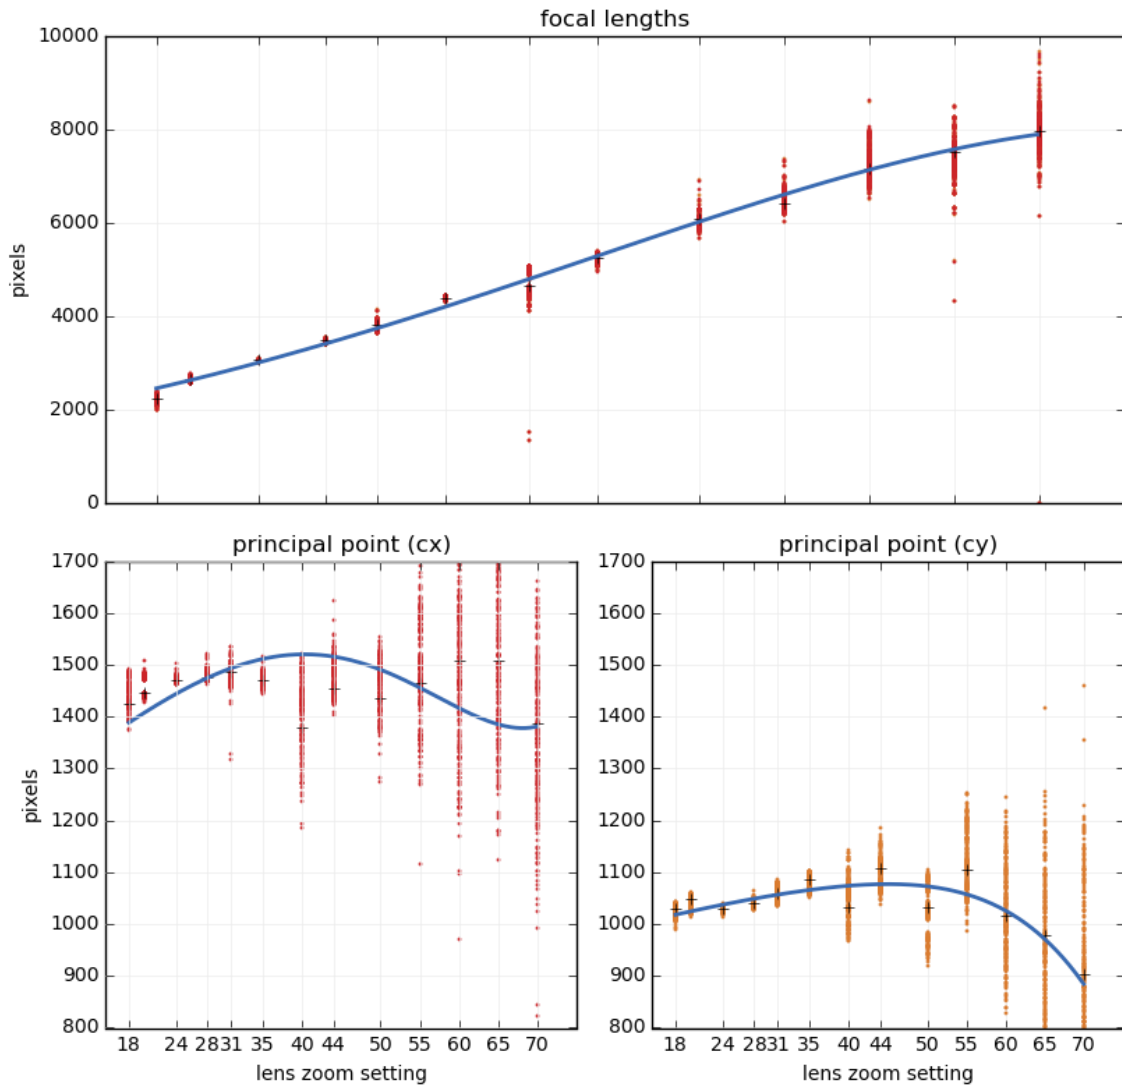 focal lengths
10000
8000
6000
4000
2000
0
pixels
principal point (cx)
1700
1600
1500
1400
1300
1200
1100
1000
900
800
pixels
18 24 28 31 35 40 44 50 55 60 65 70
lens zoom setting
principal point (cy)
1700
1600
1500
1400
1300
1200
1100
1000
900
800
18 24 28 31 35 40 44 50 55 60 65 70
lens zoom setting